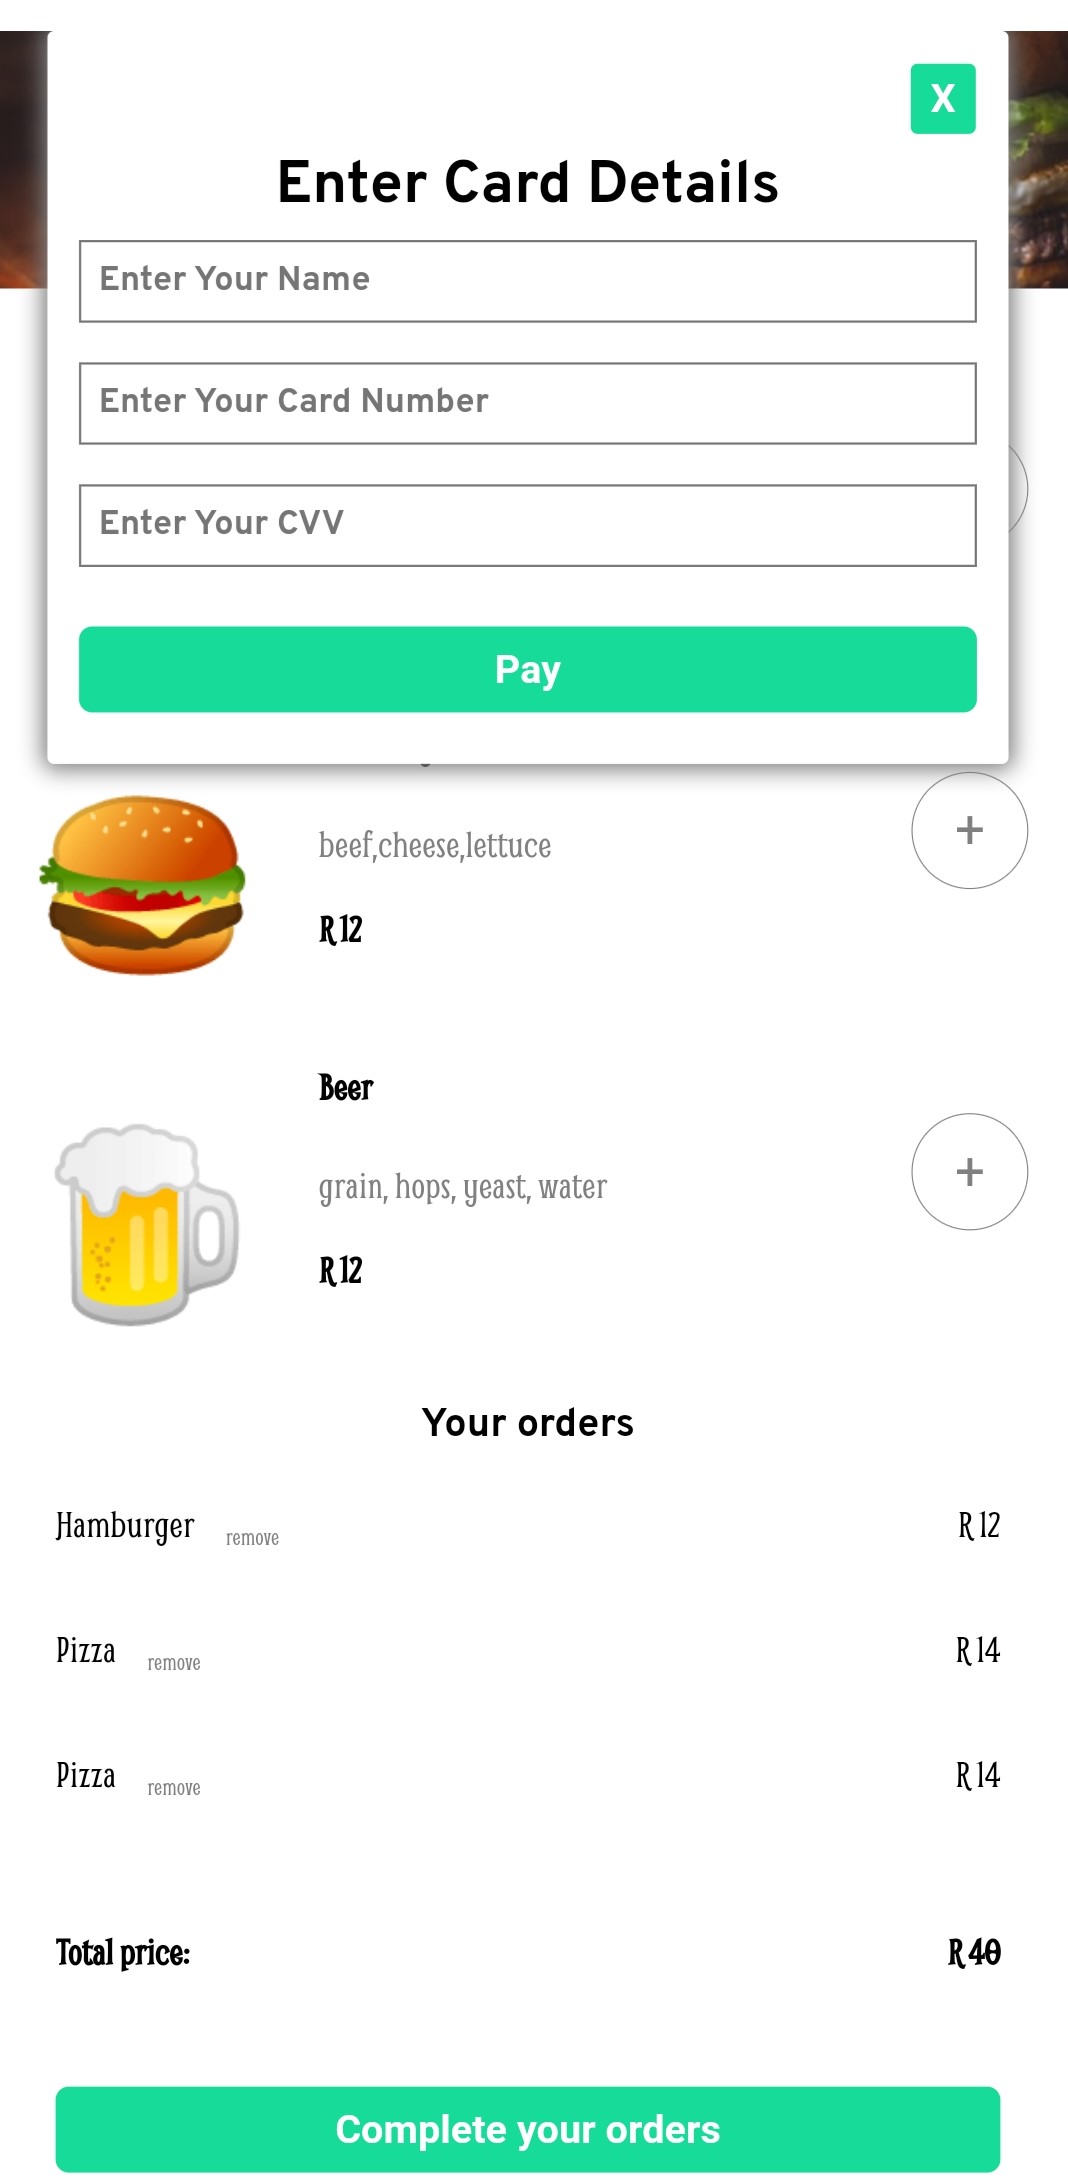 X
Enter Card Details
Enter Your Name
Enter Your Card Number
Enter Your CVV
Pay
beef,cheese,lettuce
+
R 12
Beer
grain, hops, yeast, water
+
R 12
Your orders
Hamburger remove R 12
Pizza remove R 14
Pizza remove R 14
Total price: R 40
Complete your orders